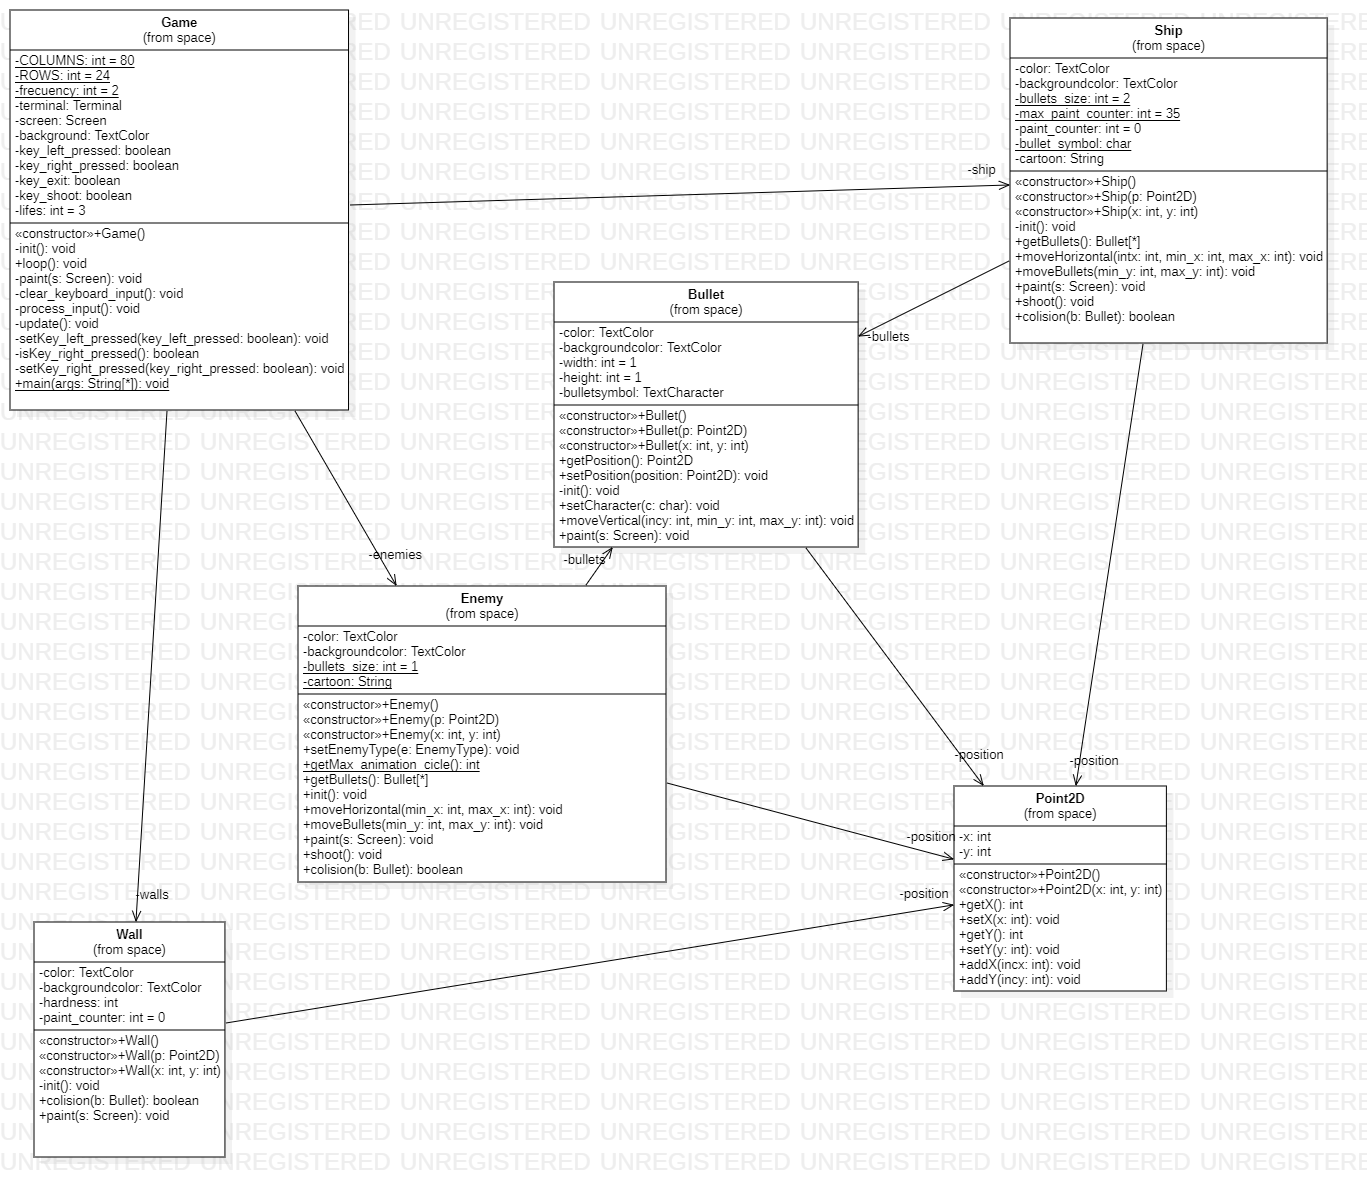 Game
(from space)
-COLUMNS: int = 80
-ROWS: int = 24
-frecuency: int = 2
-terminal: Terminal
-screen: Screen
-background: TextColor
-key_left_pressed: boolean
-key_right_pressed: boolean
-key_exit: boolean
-key_shoot: boolean
-lifes: int = 3
«constructor»+Game()
-init(): void
+loop(): void
-paint(s: Screen): void
-clear_keyboard_input(): void
-process_input(): void
-update(): void
-setKey_left_pressed(key_left_pressed: boolean): void
-isKey_right_pressed(): boolean
-setKey_right_pressed(key_right_pressed: boolean): void
+main(args: String[*]): void
-ship
Ship
(from space)
-color: TextColor
-backgroundcolor: TextColor
-bullets_size: int = 2
-max_paint_counter: int = 35
-paint_counter: int = 0
-bullet_symbol: char
-cartoon: String
«constructor»+Ship()
«constructor»+Ship(p: Point2D)
«constructor»+Ship(x: int, y: int)
-init(): void
+getBullets(): Bullet[*]
+moveHorizontal(intx: int, min_x: int, max_x: int): void
+moveBullets(min_y: int, max_y: int): void
+paint(s: Screen): void
+shoot(): void
+colision(b: Bullet): boolean
-bullets
Bullet
(from space)
-color: TextColor
-backgroundcolor: TextColor
-width: int = 1
-height: int = 1
-bulletsymbol: TextCharacter
«constructor»+Bullet()
«constructor»+Bullet(p: Point2D)
«constructor»+Bullet(x: int, y: int)
+getPosition(): Point2D
+setPosition(position: Point2D): void
-init(): void
+setCharacter(c: char): void
+moveVertical(incy: int, min_y: int, max_y: int): void
+paint(s: Screen): void
-enemies
-bullets
Enemy
(from space)
-color: TextColor
-backgroundcolor: TextColor
-bullets_size: int = 1
-cartoon: String
«constructor»+Enemy()
«constructor»+Enemy(p: Point2D)
«constructor»+Enemy(x: int, y: int)
+setEnemyType(e: EnemyType): void
+getMax_animation_cicle(): int
+getBullets(): Bullet[*]
+init(): void
+moveHorizontal(min_x: int, max_x: int): void
+moveBullets(min_y: int, max_y: int): void
+paint(s: Screen): void
+shoot(): void
+colision(b: Bullet): boolean
-position
-position
-position
-position
Point2D
(from space)
-x: int
-y: int
«constructor»+Point2D()
«constructor»+Point2D(x: int, y: int)
+getX(): int
+setX(x: int): void
+getY(): int
+setY(y: int): void
+addX(incx: int): void
+addY(incy: int): void
-walls
Wall
(from space)
-color: TextColor
-backgroundcolor: TextColor
-hardness: int
-paint_counter: int = 0
«constructor»+Wall()
«constructor»+Wall(p: Point2D)
«constructor»+Wall(x: int, y: int)
-init(): void
+colision(b: Bullet): boolean
+paint(s: Screen): void
UNREGISTERED